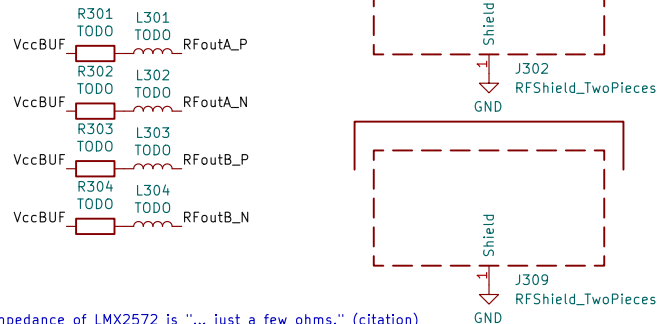 R301 L301
TODO TODO
VccBUF RFoutA_P
R302 L302
TODO TODO
VccBUF RFoutA_N
R303 L303
TODO TODO
VccBUF RFoutB_P
R304 L304
TODO TODO
VccBUF RFoutB_N
Shield
1
J302
RFShield_TwoPieces
GND
Shield
1
J309
RFShield_TwoPieces
GND
mpedance of LMX2572 is "... just a few ohms." (citation)